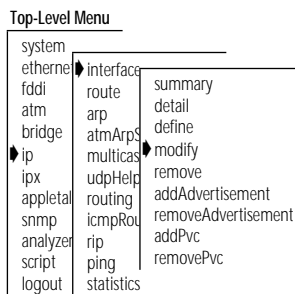 Top-Level Menu
system
etherne
fddi
atm
bridge
ip
ipx
appletal
snmp
analyzer
script
logout
interface
route
arp
atmArpS
multicas
udpHelp
routing
icmpRou
rip
ping
statistics
summary
detail
define
modify
remove
addAdvertisement
removeAdvertisement
addPvc
removePvc